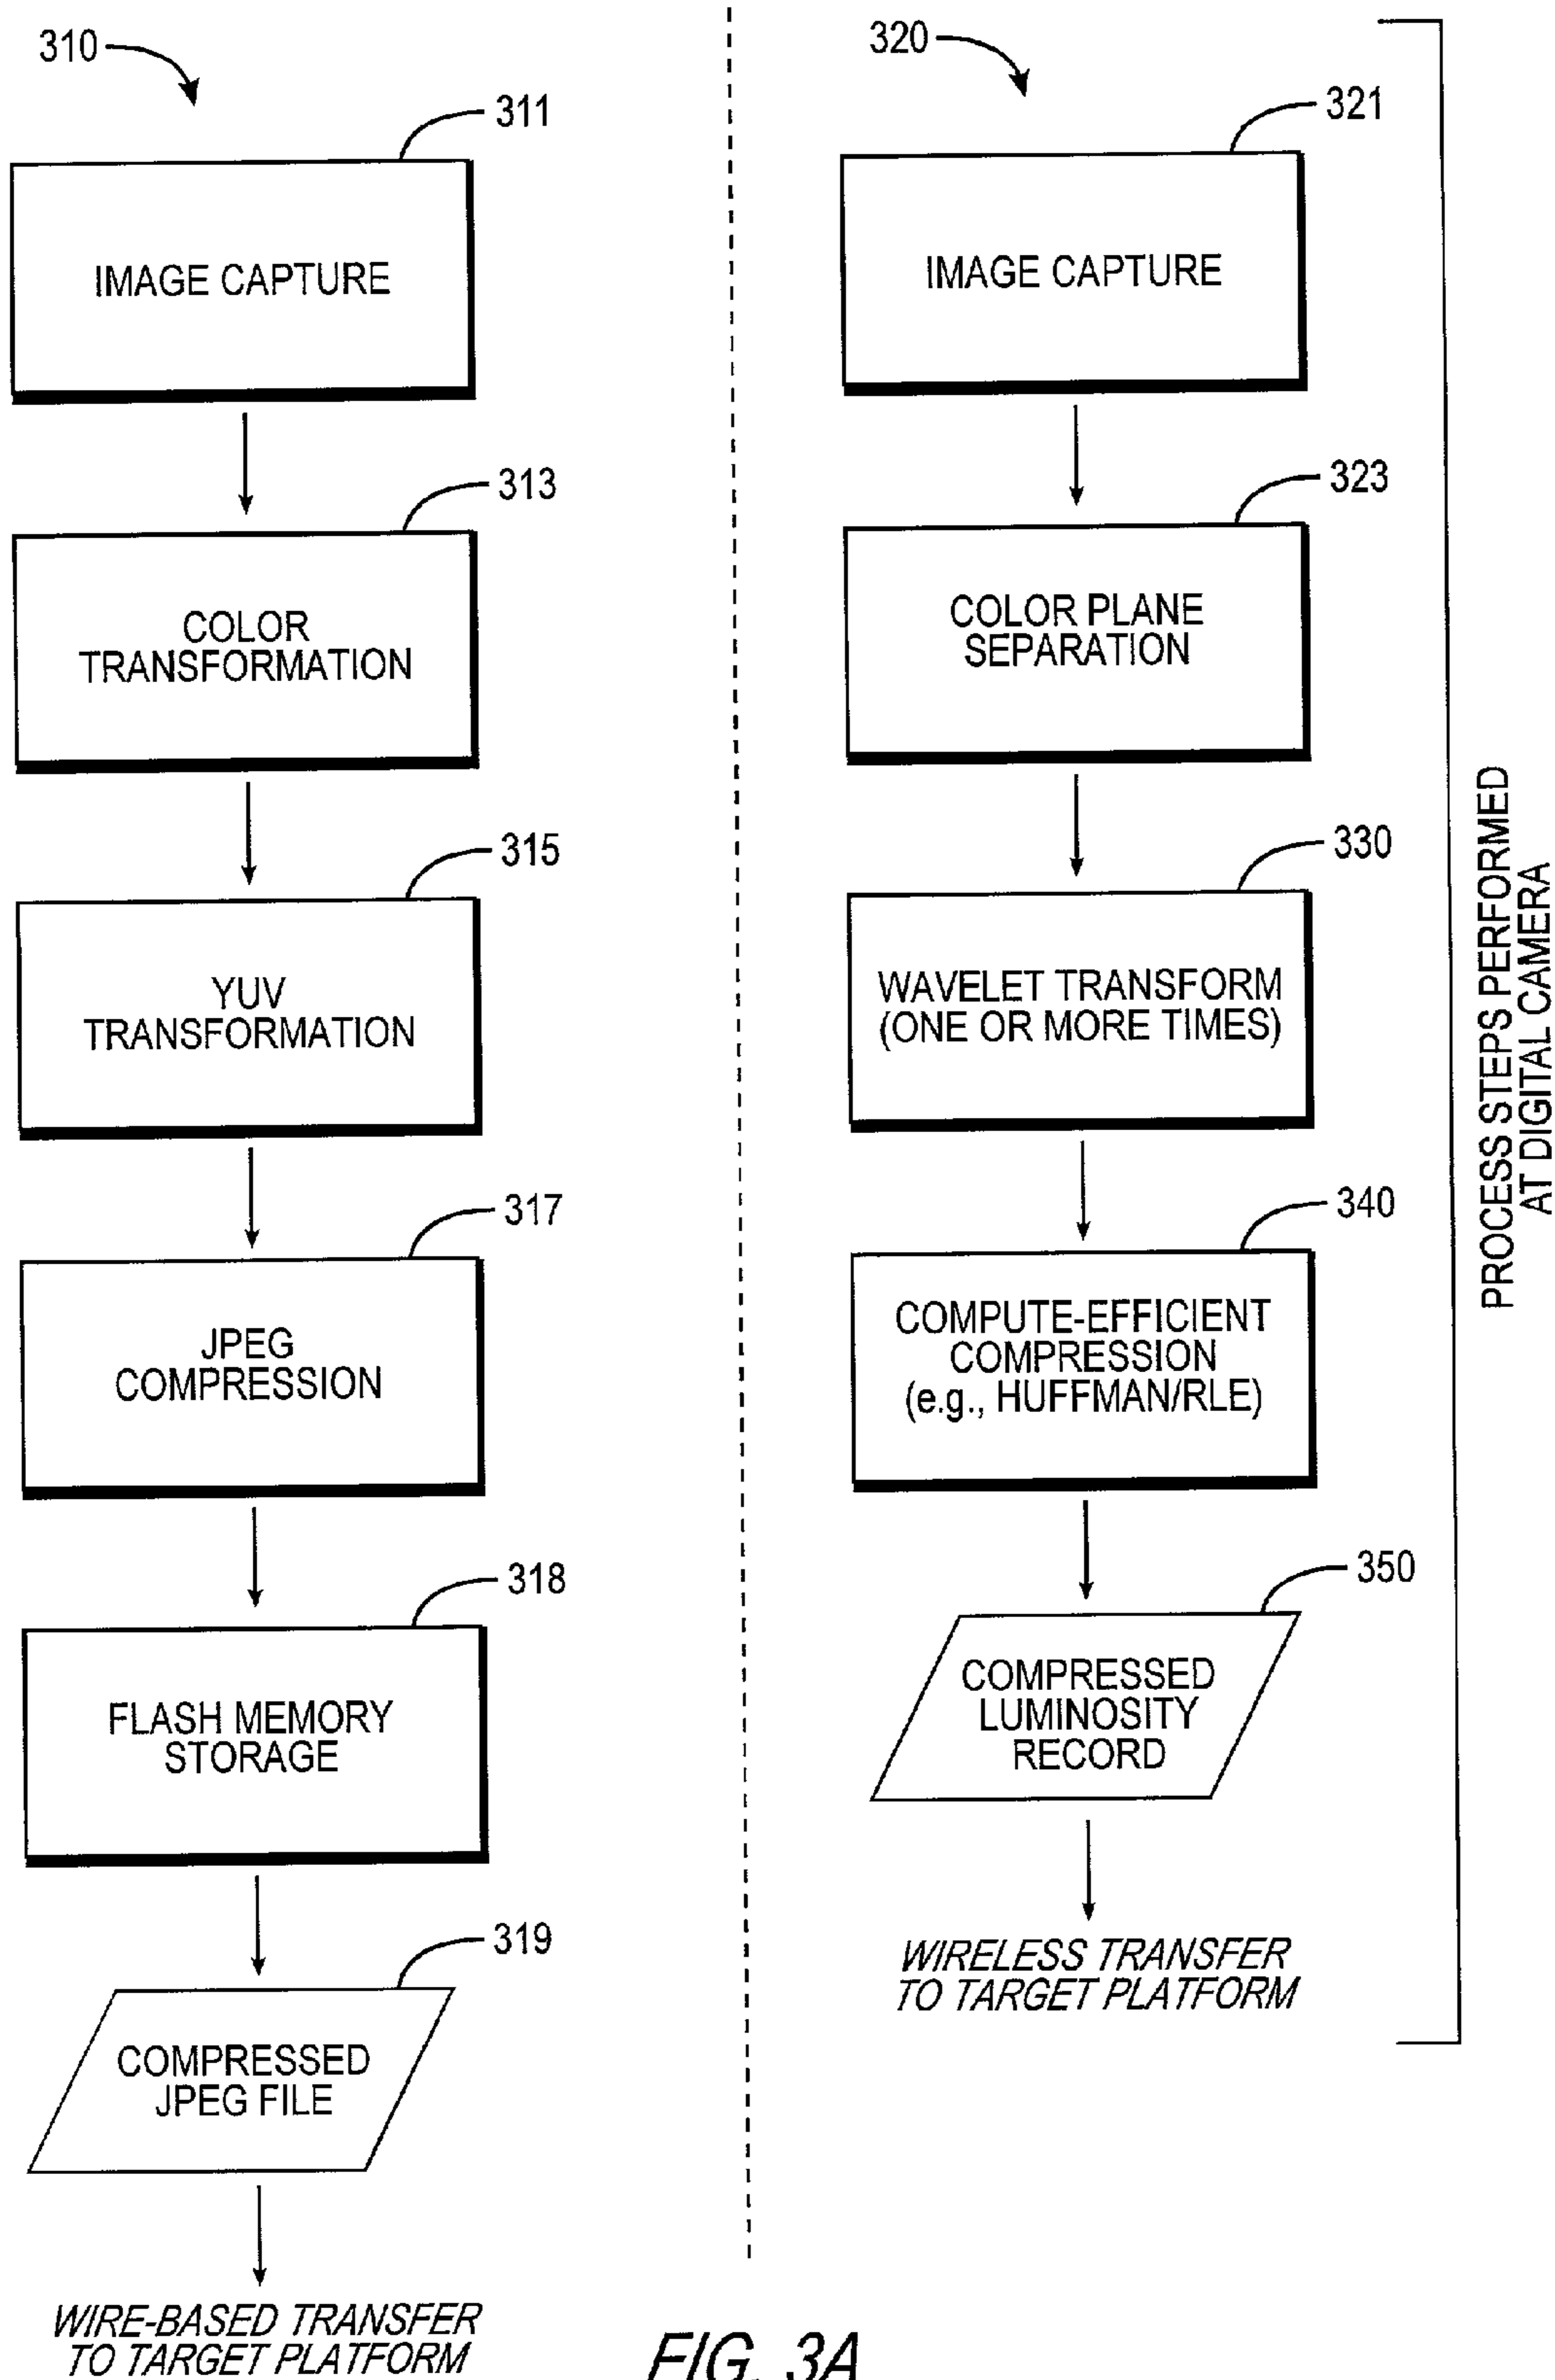 310
311
IMAGE CAPTURE
313
COLOR
TRANSFORMATION
315
YUV
TRANSFORMATION
317
JPEG
COMPRESSION
318
FLASH MEMORY
STORAGE
319
COMPRESSED
JPEG FILE
WIRE-BASED TRANSFER
TO TARGET PLATFORM
320
321
IMAGE CAPTURE
323
COLOR PLANE
SEPARATION
330
WAVELET TRANSFORM
(ONE OR MORE TIMES)
340
COMPUTE-EFFICIENT
COMPRESSION
(e.g., HUFFMAN/RLE)
350
COMPRESSED
LUMINOSITY
RECORD
WIRELESS TRANSFER
TO TARGET PLATFORM
PROCESS STEPS PERFORMED
AT DIGITAL CAMERA
FIG. 3A